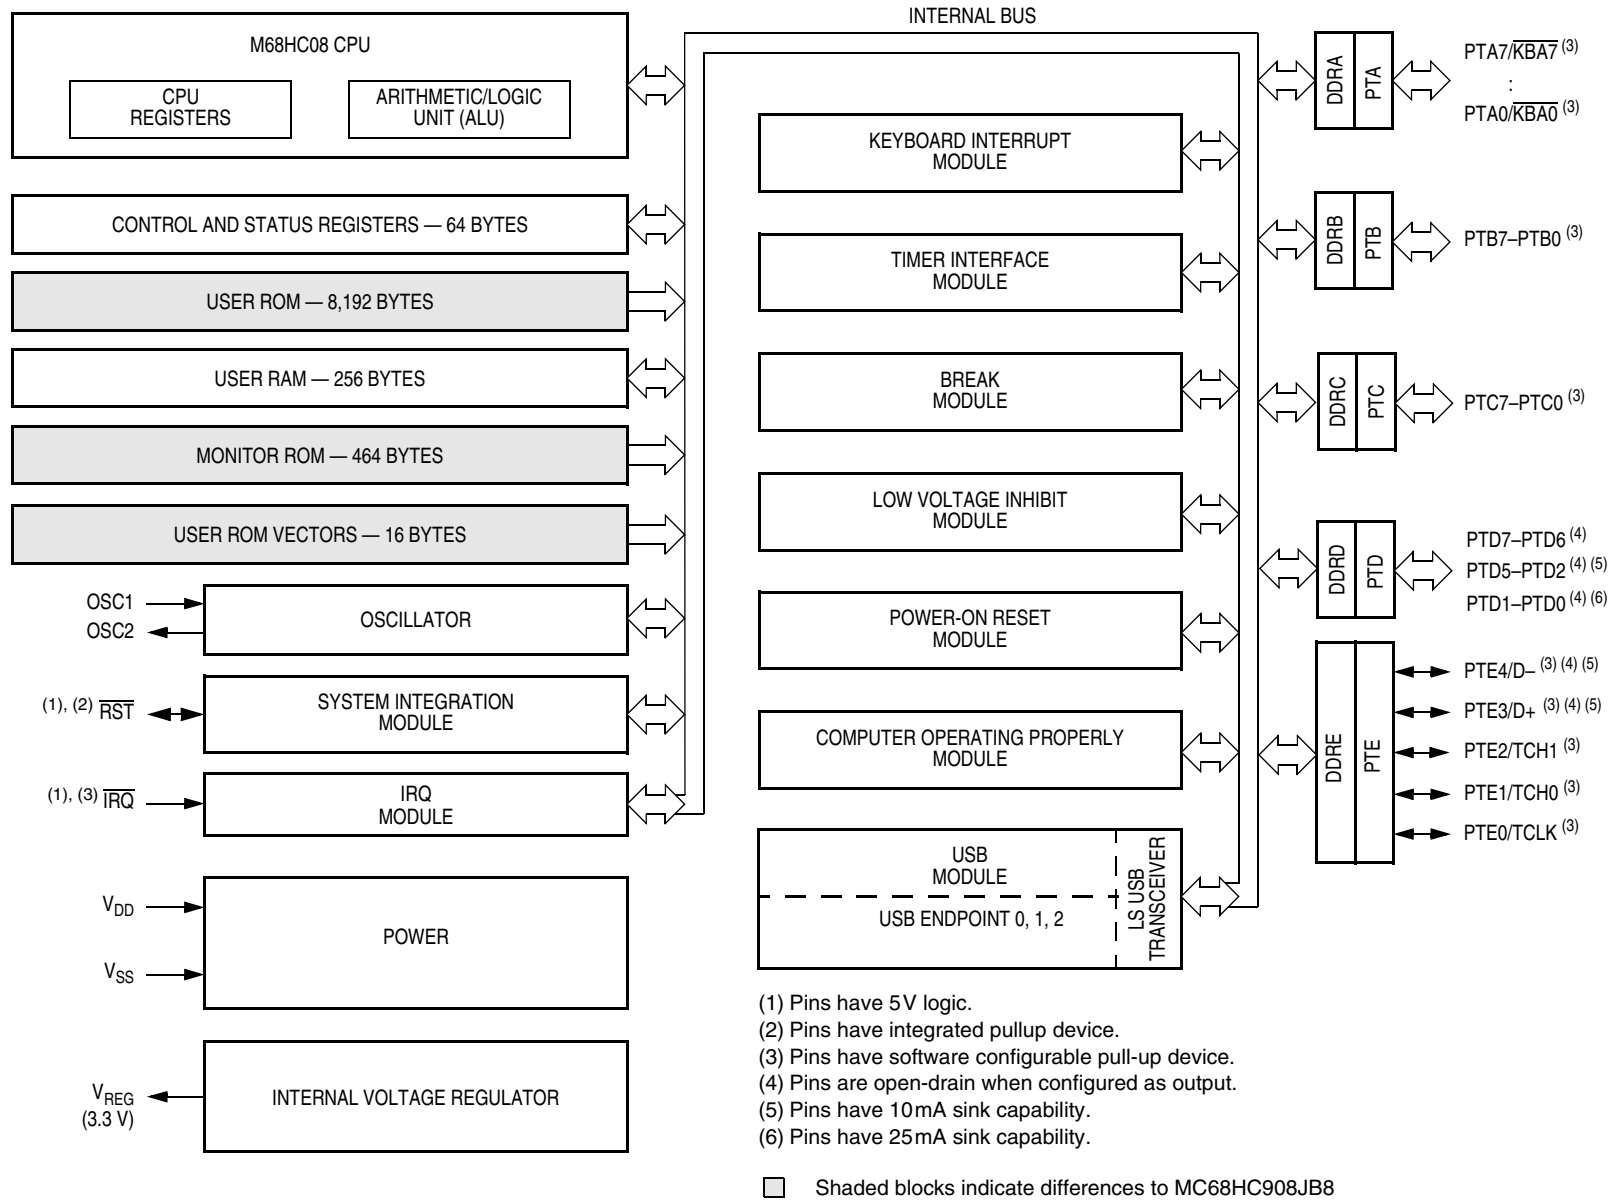 INTERNAL BUS
M68HC08 CPU
CPU
REGISTERS
ARITHMETIC/LOGIC
UNIT (ALU)
CONTROL AND STATUS REGISTERS — 64 BYTES
USER ROM — 8,192 BYTES
USER RAM — 256 BYTES
MONITOR ROM — 464 BYTES
USER ROM VECTORS — 16 BYTES
OSC1
OSC2
OSCILLATOR
(1), (2) R̅S̅T̅
SYSTEM INTEGRATION
MODULE
(1), (3) I̅R̅Q̅
IRQ
MODULE
VDD
VSS
POWER
VREG
(3.3 V)
INTERNAL VOLTAGE REGULATOR
KEYBOARD INTERRUPT
MODULE
TIMER INTERFACE
MODULE
BREAK
MODULE
LOW VOLTAGE INHIBIT
MODULE
POWER-ON RESET
MODULE
COMPUTER OPERATING PROPERLY
MODULE
USB
MODULE
USB ENDPOINT 0, 1, 2
LS USB
TRANSCEIVER
DDRA
PTA
PTA7/K̅B̅A̅7̅ (3)
:
PTA0/K̅B̅A̅0̅ (3)
DDRB
PTB
PTB7–PTB0 (3)
DDRC
PTC
PTC7–PTC0 (3)
DDRD
PTD
PTD7–PTD6 (4)
PTD5–PTD2 (4) (5)
PTD1–PTD0 (4) (6)
DDRE
PTE
PTE4/D– (3) (4) (5)
PTE3/D+ (3) (4) (5)
PTE2/TCH1 (3)
PTE1/TCH0 (3)
PTE0/TCLK (3)
(1) Pins have 5V logic.
(2) Pins have integrated pullup device.
(3) Pins have software configurable pull-up device.
(4) Pins are open-drain when configured as output.
(5) Pins have 10mA sink capability.
(6) Pins have 25mA sink capability.
Shaded blocks indicate differences to MC68HC908JB8